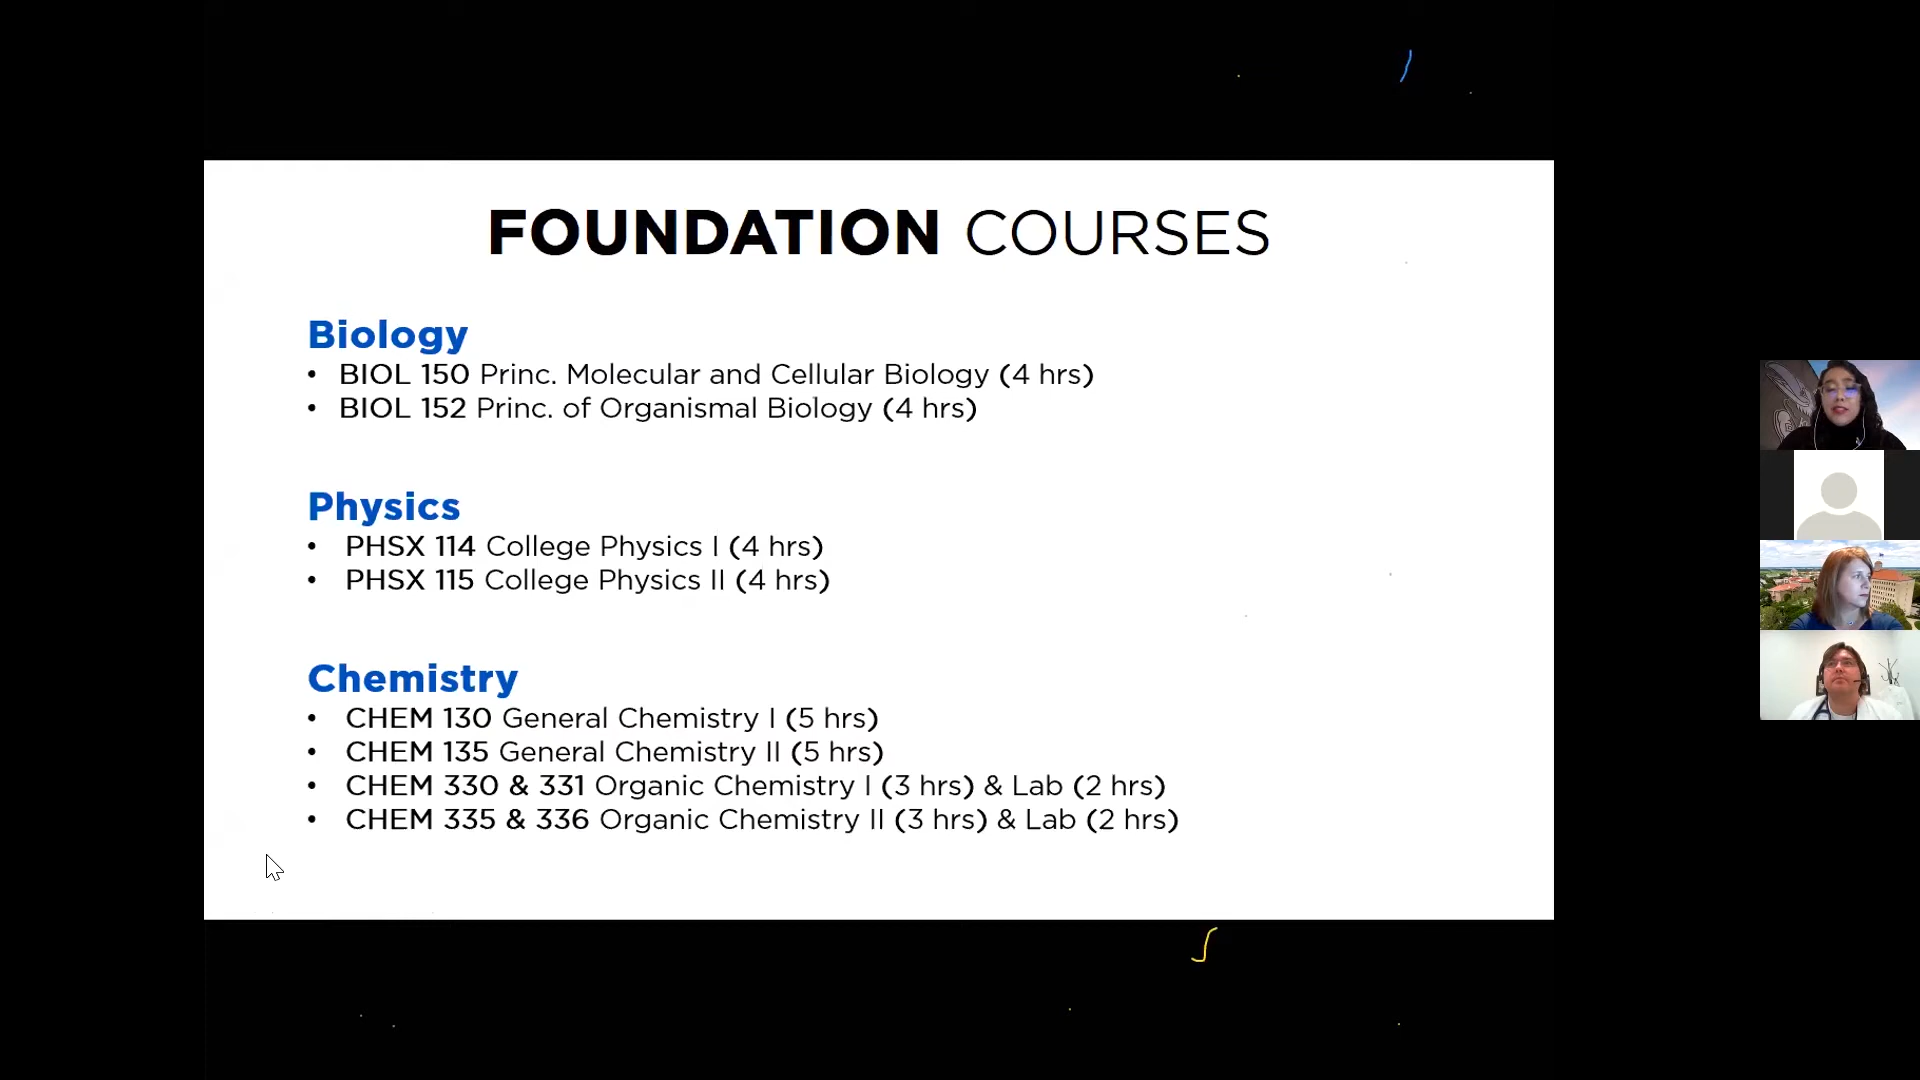 FOUNDATION COURSES
Biology
• BIOL 150 Princ. Molecular and Cellular Biology (4 hrs)
• BIOL 152 Princ. of Organismal Biology (4 hrs)
Physics
• PHSX 114 College Physics I (4 hrs)
• PHSX 115 College Physics II (4 hrs)
Chemistry
• CHEM 130 General Chemistry I (5 hrs)
• CHEM 135 General Chemistry II (5 hrs)
• CHEM 330 & 331 Organic Chemistry I (3 hrs) & Lab (2 hrs)
• CHEM 335 & 336 Organic Chemistry II (3 hrs) & Lab (2 hrs)